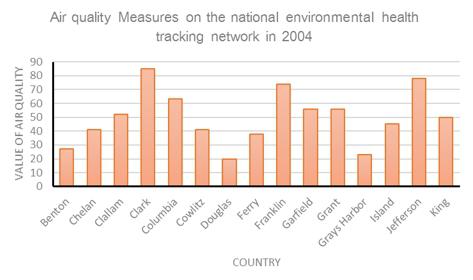 Air quality Measures on the national environmental health
tracking network in 2004
VALUE OF AIR QUALITY
90
80
70
60
50
40
30
20
10
0
Benton
Chelan
Clallam
Clark
Columbia
Cowlitz
Douglas
Ferry
Franklin
Garfield
Grant
Grays Harbor
Island
Jefferson
King
COUNTRY